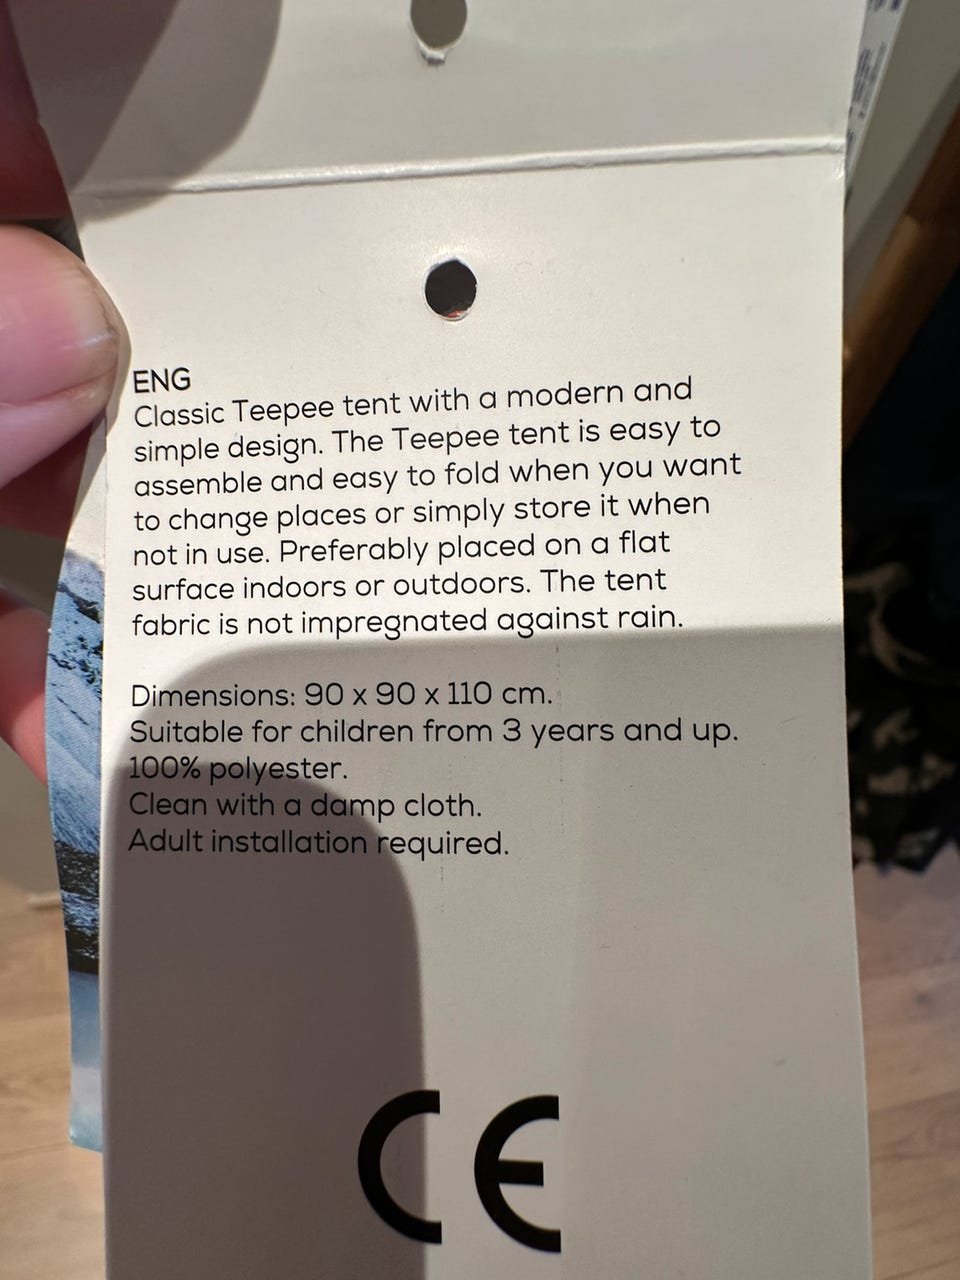 ENG
Classic Teepee tent with a modern and
simple design. The Teepee tent is easy to
assemble and easy to fold when you want
to change places or simply store it when
not in use. Preferably placed on a flat
surface indoors or outdoors. The tent
fabric is not impregnated against rain.
Dimensions: 90 x 90 x 110 cm.
Suitable for children from 3 years and up.
100% polyester.
Clean with a damp cloth.
Adult installation required.
CE